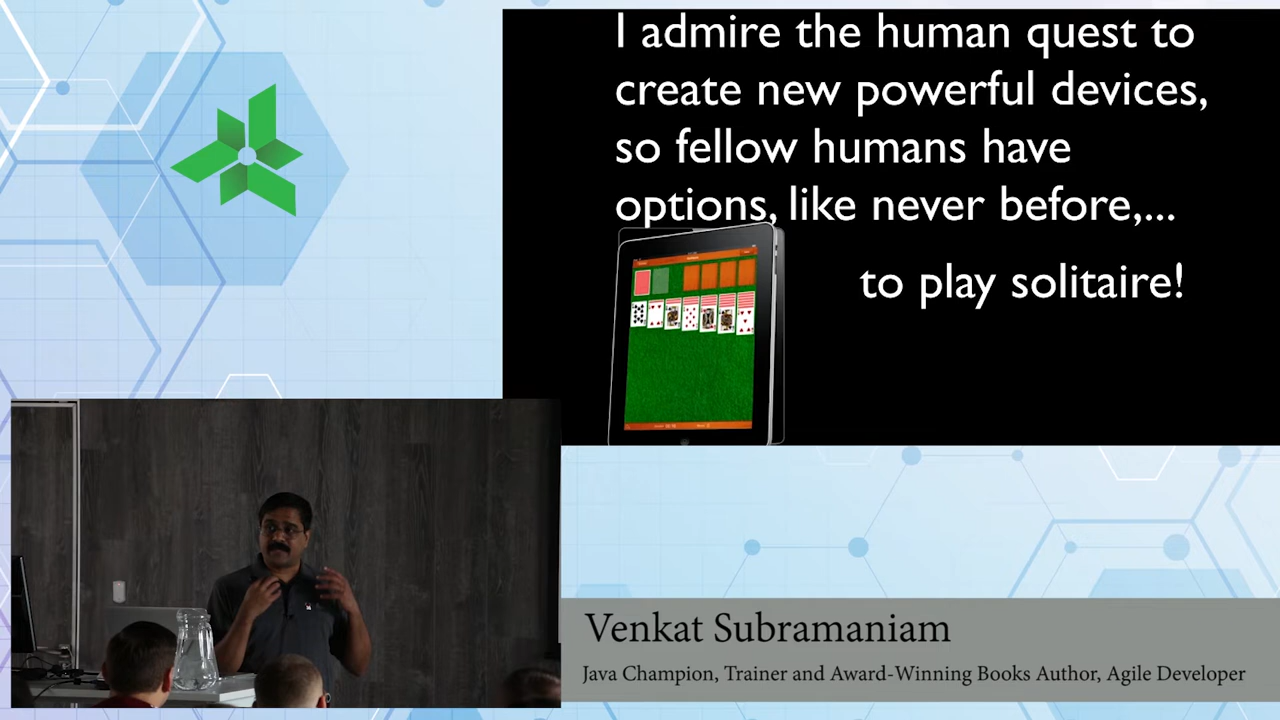 I admire the human quest to
create new powerful devices,
so fellow humans have
options, like never before,...
to play solitaire!
Venkat Subramaniam
Java Champion, Trainer and Award-Winning Books Author, Agile Developer